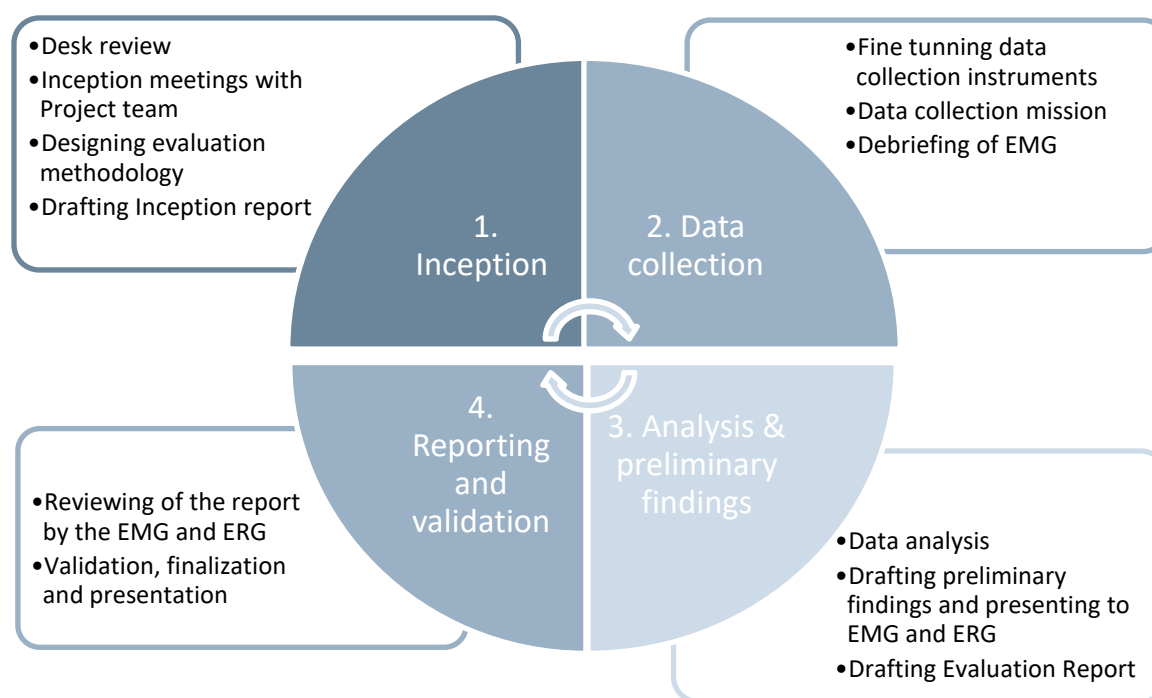 •Desk review
•Inception meetings with
Project team
•Designing evaluation
methodology
•Drafting Inception report
•Fine tunning data
collection instruments
•Data collection mission
•Debriefing of EMG
1.
Inception
2. Data
collection
3. Analysis &
preliminary
findings
4.
Reporting
and
validation
•Reviewing of the report
by the EMG and ERG
•Validation, finalization
and presentation
•Data analysis
•Drafting preliminary
findings and presenting to
EMG and ERG
•Drafting Evaluation Report